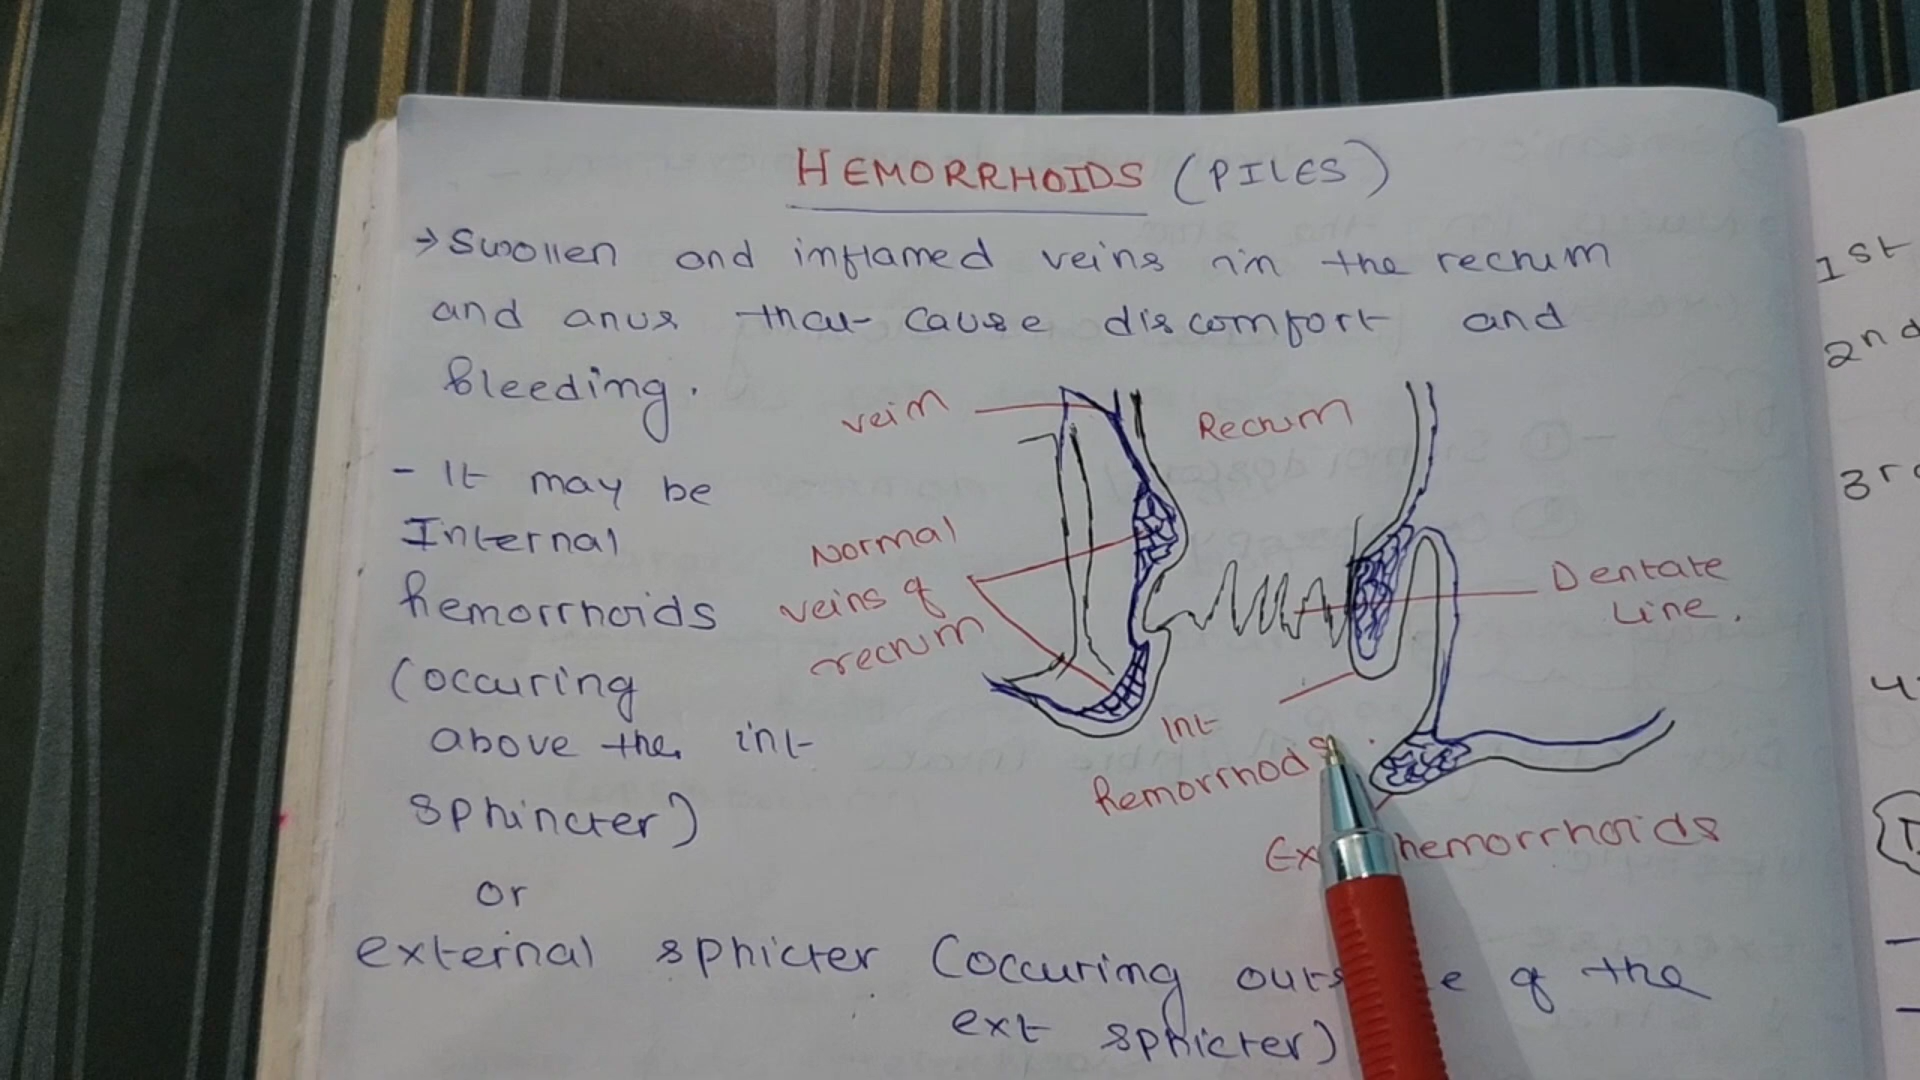 HEMORRHOIDS (PILES)
→ Swollen and inflamed veins in the rectum
and anus that cause discomfort and
bleeding.
- It may be
Internal
hemorrhoids
(occuring
above the int
sphincter)
or
external sphicter (occuring outs e of the
ext sphicter)
vein
Rectum
Normal
veins of
rectum
Dentate
Line.
Int
hemorrhods
Ex hemorrhoids
1st
2nd
3r